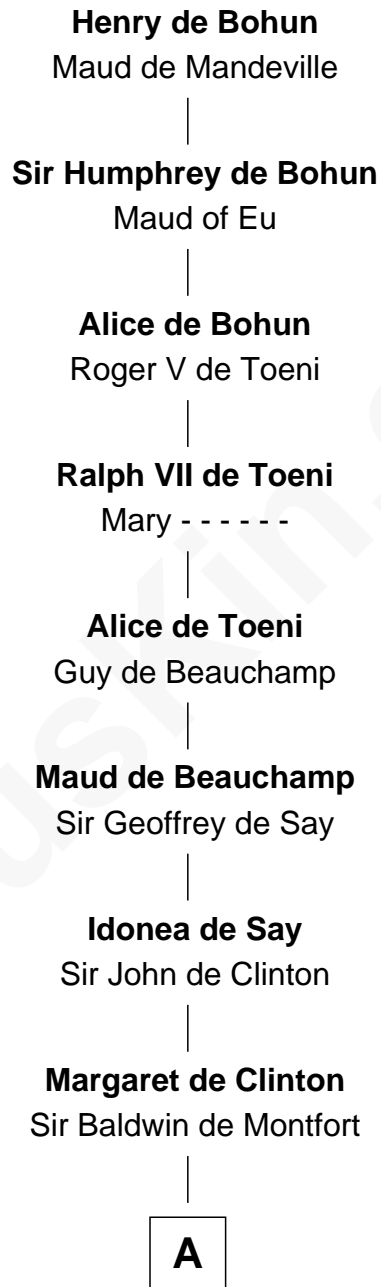 Henry de Bohun
Maud de Mandeville
Sir Humphrey de Bohun
Maud of Eu
Alice de Bohun
Roger V de Toeni
Ralph VII de Toeni
Mary - - - - - -
Alice de Toeni
Guy de Beauchamp
Maud de Beauchamp
Sir Geoffrey de Say
Idonea de Say
Sir John de Clinton
Margaret de Clinton
Sir Baldwin de Montfort
A